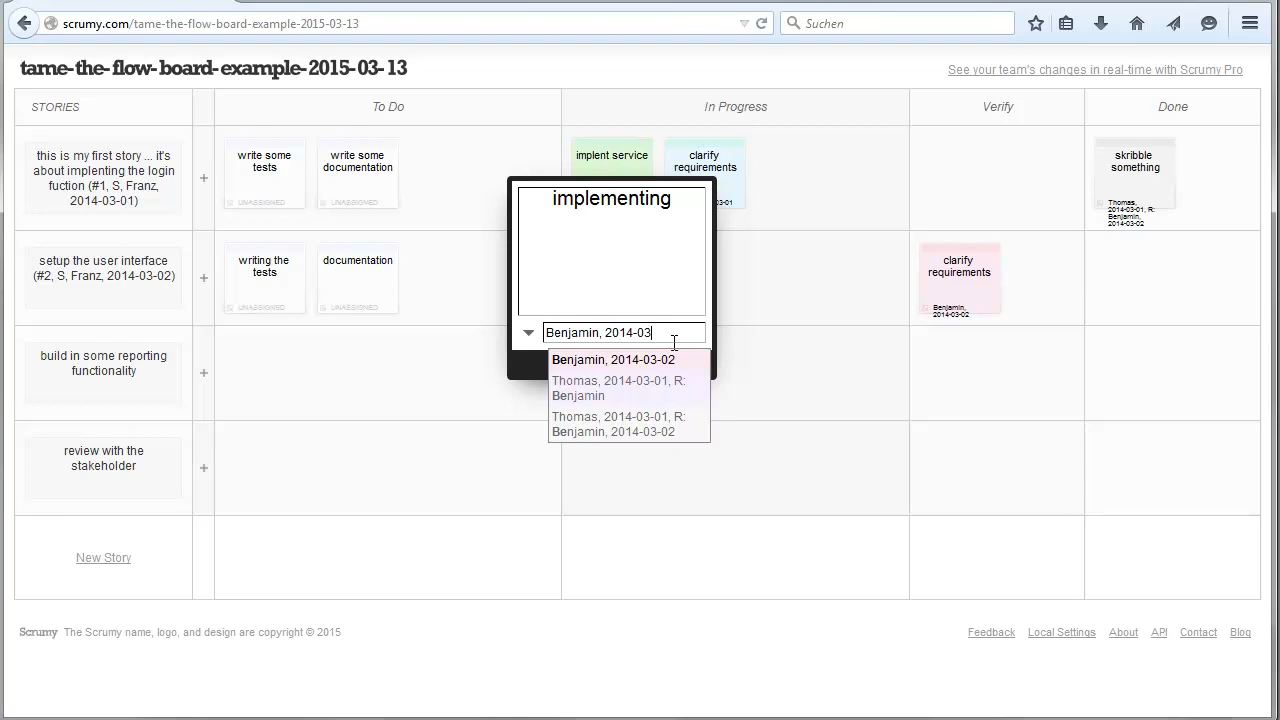 scrumy.com/tame-the-flow-board-example-2015-03-13
Suchen
tame-the-flow-board-example-2015-03-13
See your team's changes in real-time with Scrumy Pro
STORIES
To Do
In Progress
Verify
Done
this is my first story ... it's
about implenting the login
fuction (#1, S, Franz,
2014-03-01)
+
write some
tests
UNASSIGNED
write some
documentation
UNASSIGNED
implent service
clarify
requirements
03-01
skribble
something
Thomas,
2014-03-01, R:
Benjamin,
2014-03-02
setup the user interface
(#2, S, Franz, 2014-03-02)
+
writing the
tests
UNASSIGNED
documentation
UNASSIGNED
clarify
requirements
Benjamin,
2014-03-02
implementing
Benjamin, 2014-03
Benjamin, 2014-03-02
Thomas, 2014-03-01, R:
Benjamin
Thomas, 2014-03-01, R:
Benjamin, 2014-03-02
build in some reporting
functionality
+
review with the
stakeholder
+
New Story
Scrumy The Scrumy name, logo, and design are copyright © 2015
Feedback Local Settings About API Contact Blog